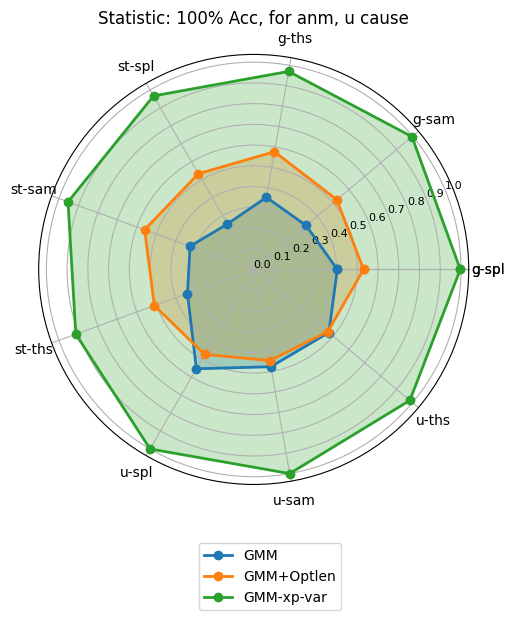 Statistic: 100% Acc, for anm, u cause
g-ths
st-spl
g-sam
st-sam
1.0
0.9
0.8
0.7
0.6
0.5
0.4
0.3
0.2
0.1
0.0
g-spl
st-ths
u-ths
u-spl
u-sam
GMM
GMM+Optlen
GMM-xp-var